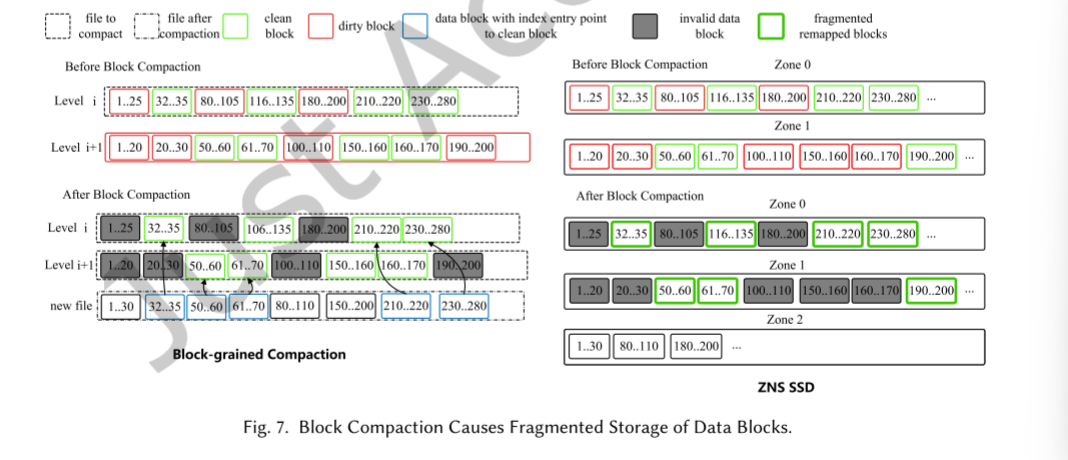 file to compact
file after compaction
clean block
dirty block
data block with index entry point to clean block
invalid data block
fragmented remapped blocks
Before Block Compaction
Level i 1..25 32..35 80..105 116..135 180..200 210..220 230..280
Level i+1 1..20 20..30 50..60 61..70 100..110 150..160 160..170 190..200
After Block Compaction
Level i 1..25 32..35 80..105 106..135 180..200 210..220 230..280
Level i+1 1..20 20..30 50..60 61..70 100..110 150..160 160..170 190..200
new file 1..30 32..35 50..60 61..70 80..110 150..200 210..220 230..280
Block-grained Compaction
Before Block Compaction Zone 0
1..25 32..35 80..105 116..135 180..200 210..220 230..280 ...
Zone 1
1..20 20..30 50..60 61..70 100..110 150..160 160..170 190..200 ...
After Block Compaction Zone 0
1..25 32..35 80..105 116..135 180..200 210..220 230..280 ...
Zone 1
1..20 20..30 50..60 61..70 100..110 150..160 160..170 190..200 ...
Zone 2
1..30 80..110 180..200 ...
ZNS SSD
Fig. 7. Block Compaction Causes Fragmented Storage of Data Blocks.
Just Ac